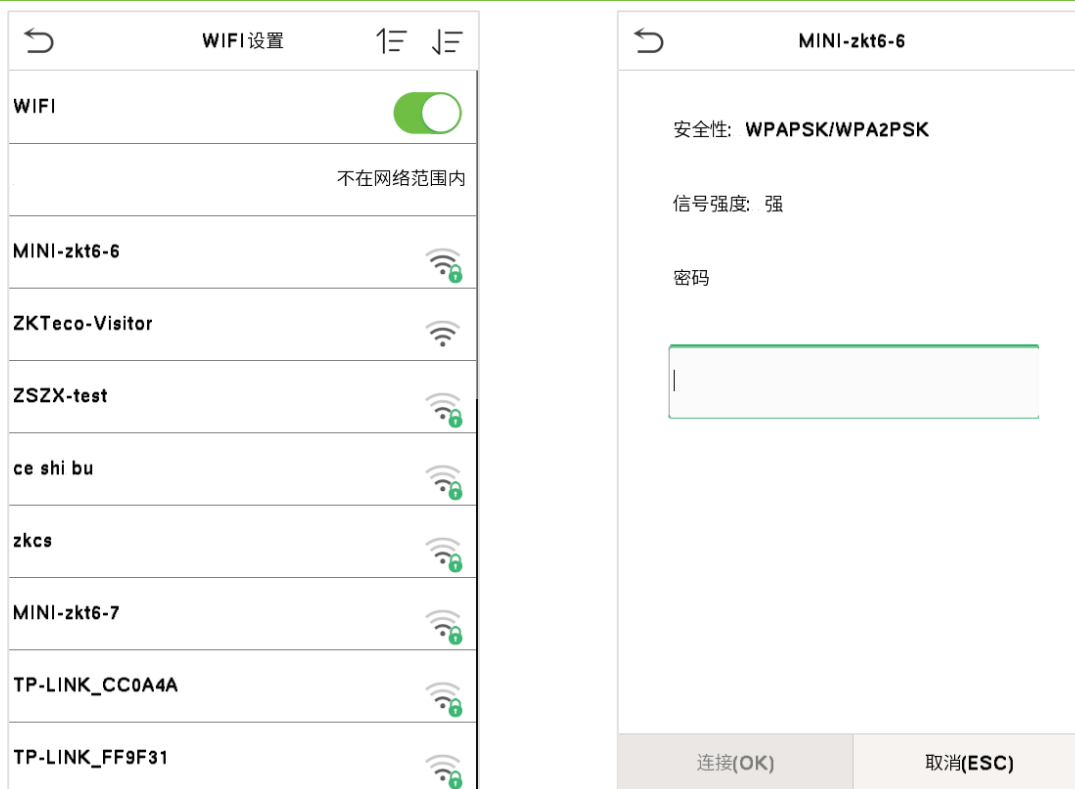 WIFI设置
WIFI
不在网络范围内
MINI-zkt6-6
ZKTeco-Visitor
ZSZX-test
ce shi bu
zkcs
MINI-zkt6-7
TP-LINK_CC0A4A
TP-LINK_FF9F31
MINI-zkt6-6
安全性: WPAPSK/WPA2PSK
信号强度: 强
密码
连接(OK)
取消(ESC)